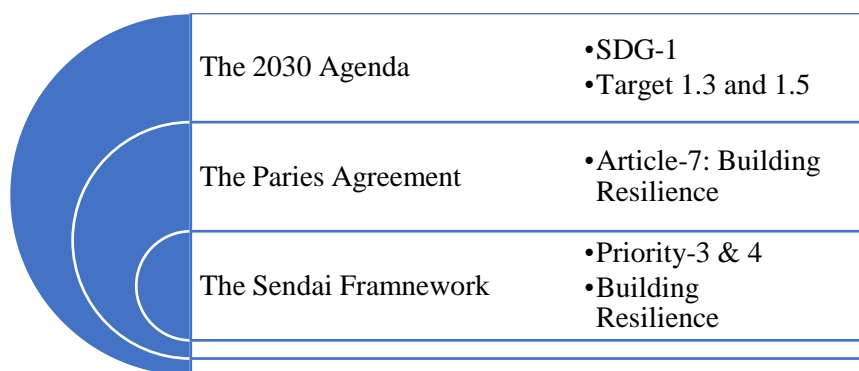 The 2030 Agenda
•SDG-1
•Target 1.3 and 1.5
The Paries Agreement
•Article-7: Building
Resilience
The Sendai Framnework
•Priority-3 & 4
•Building
Resilience